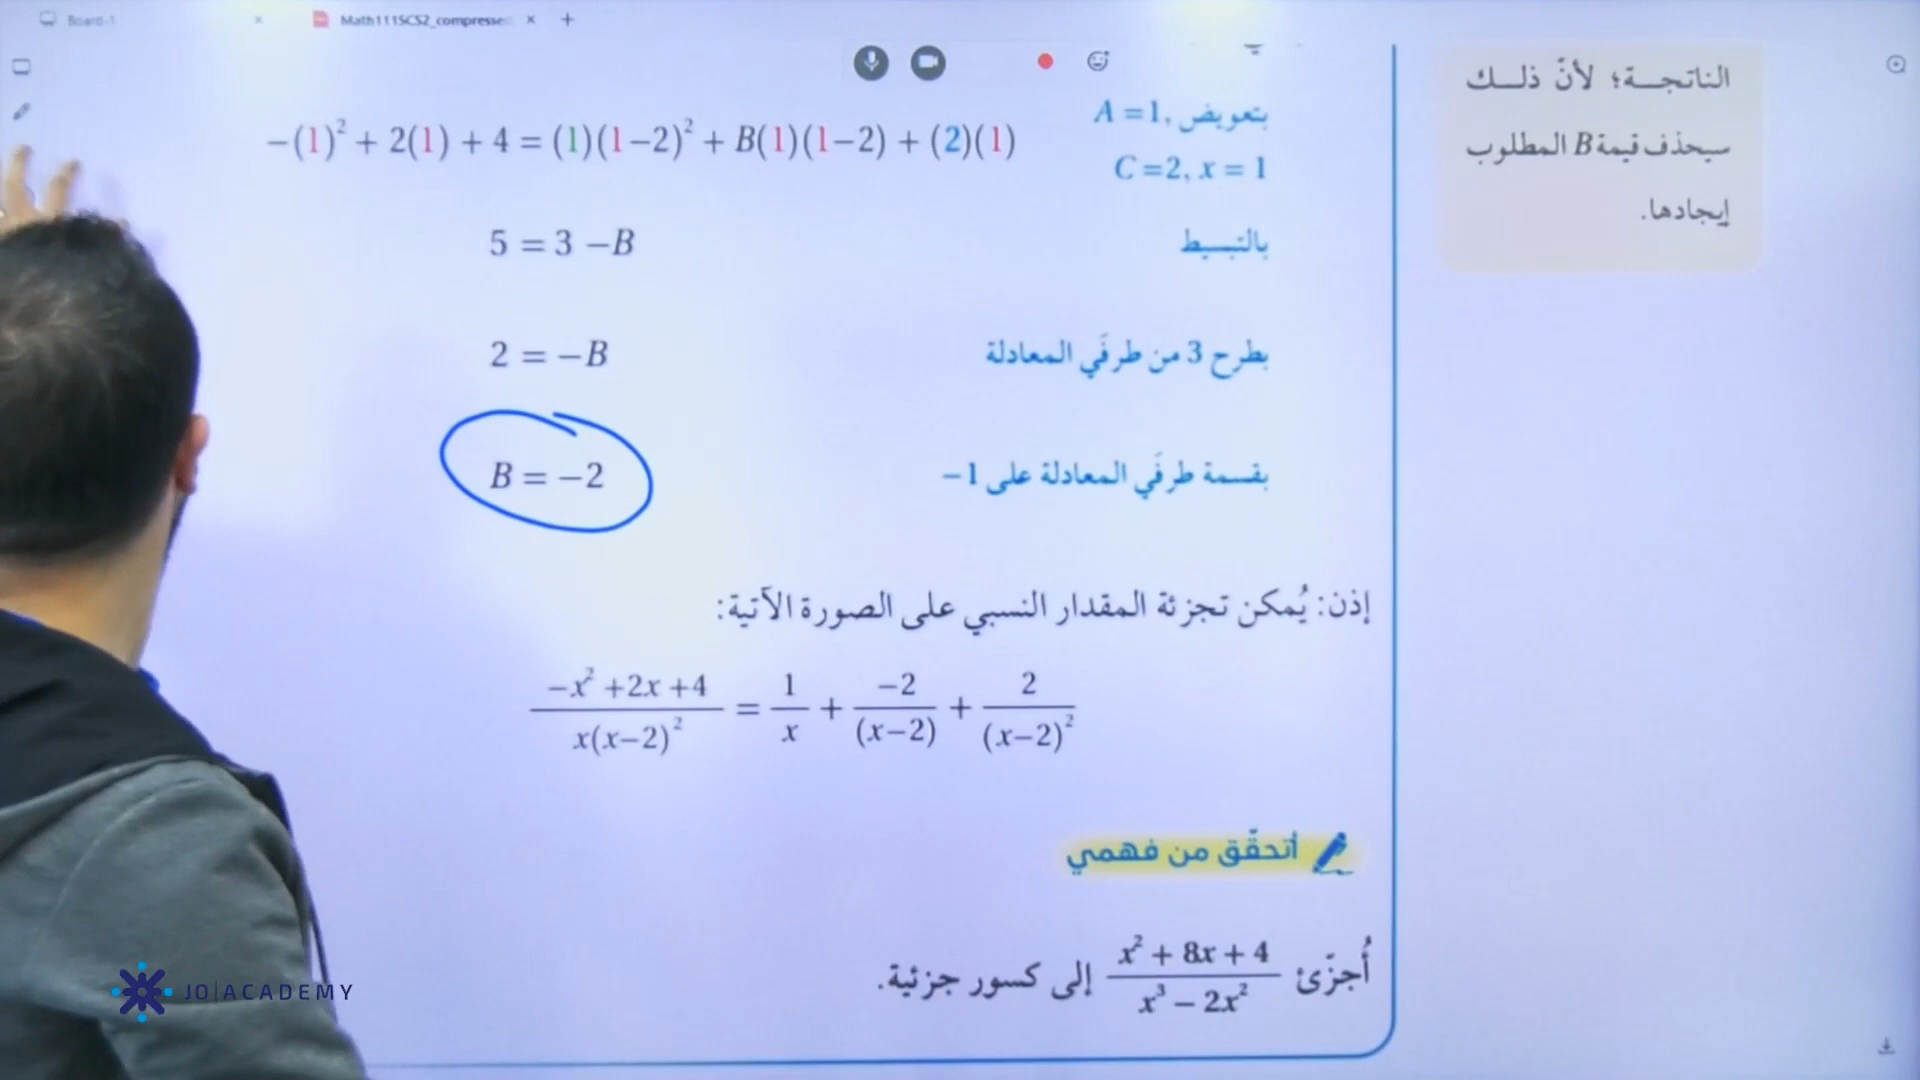 Board-1
Math111SCS2_compresse
الناتجة؛ لأنّ ذلك
سيحذف قيمة B المطلوب
إيجادها.
−(1)² + 2(1) + 4 = (1)(1−2)² + B(1)(1−2) + (2)(1)
بتعويض A = 1,
C = 2, x = 1
5 = 3 − B
بالتبسيط
2 = −B
بطرح 3 من طرفَي المعادلة
B = −2
بقسمة طرفَي المعادلة على 1−
إذن: يُمكن تجزئة المقدار النسبي على الصورة الآتية:
(−x² + 2x + 4)/(x(x−2)²) = 1/x + −2/(x−2) + 2/(x−2)²
أتحقّق من فهمي
أُجزّئ (x² + 8x + 4)/(x³ − 2x²) إلى كسور جزئية.
JO|ACADEMY